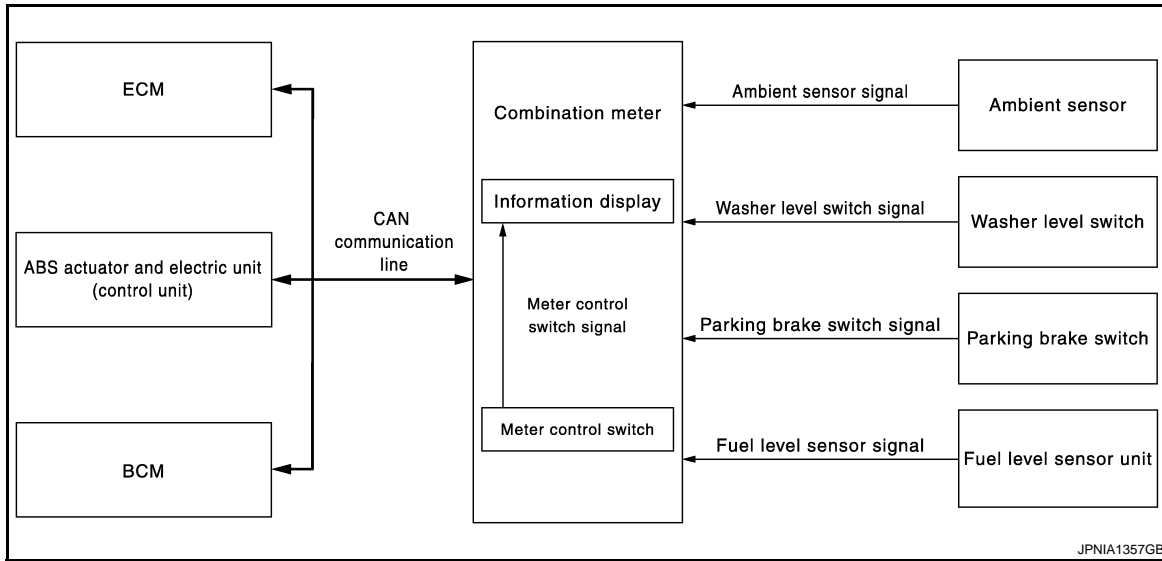 ECM
ABS actuator and electric unit
(control unit)
BCM
CAN
communication
line
Combination meter
Information display
Meter control
switch signal
Meter control switch
Ambient sensor signal
Washer level switch signal
Parking brake switch signal
Fuel level sensor signal
Ambient sensor
Washer level switch
Parking brake switch
Fuel level sensor unit
JPNIA1357GB